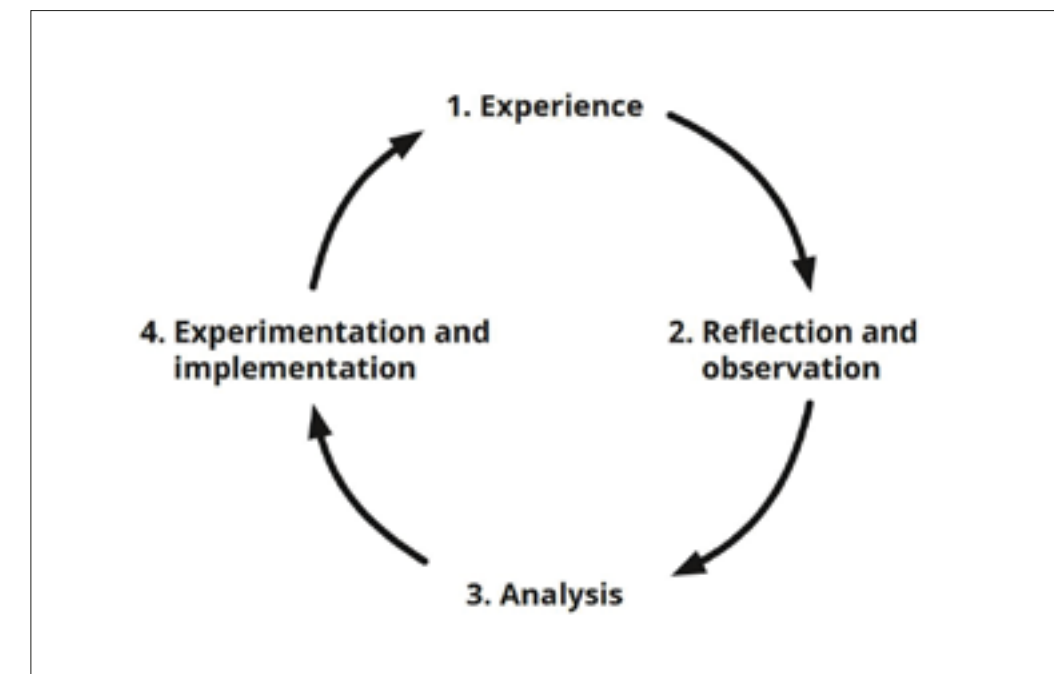 1. Experience
2. Reflection and
observation
3. Analysis
4. Experimentation and
implementation